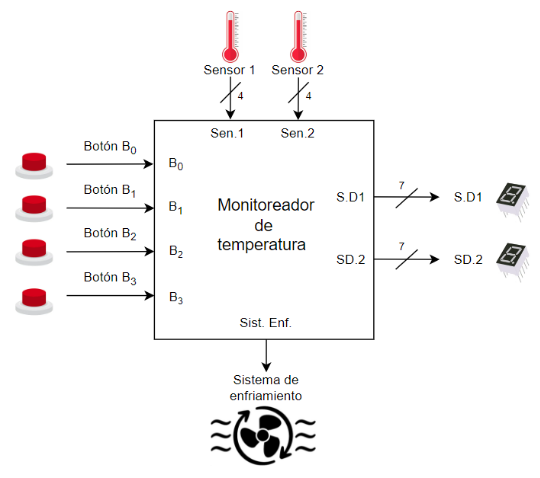 Sensor 1
Sensor 2
4
4
Sen.1
Sen.2
Botón B0
B0
Botón B1
B1
Botón B2
B2
Botón B3
B3
Monitoreador
de
temperatura
S.D1
7
S.D1
SD.2
7
SD.2
Sist. Enf.
Sistema de
enfriamiento